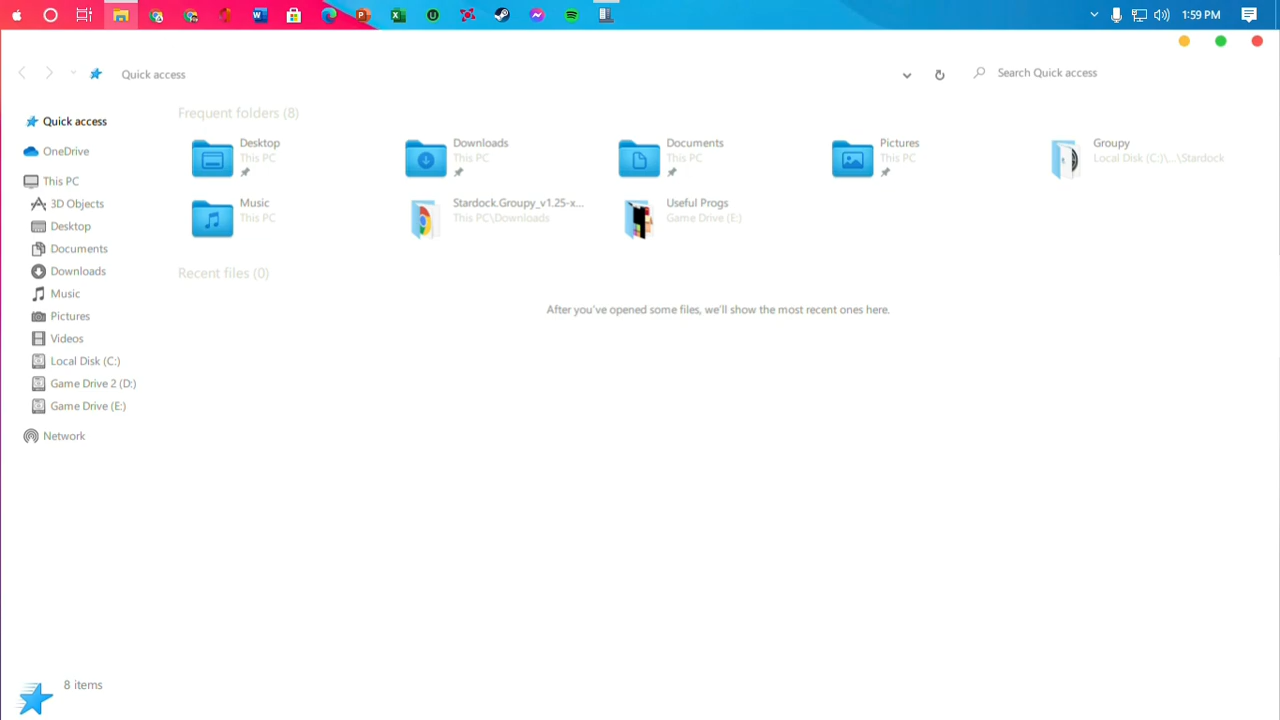 1:59 PM
Quick access
Search Quick access
Quick access
OneDrive
This PC
3D Objects
Desktop
Documents
Downloads
Music
Pictures
Videos
Local Disk (C:)
Game Drive 2 (D:)
Game Drive (E:)
Network
Frequent folders (8)
Desktop
This PC
Downloads
This PC
Documents
This PC
Pictures
This PC
Groupy
Local Disk (C:)\...\Stardock
Music
This PC
Stardock.Groupy_v1.25-x...
This PC\Downloads
Useful Progs
Game Drive (E:)
Recent files (0)
After you've opened some files, we'll show the most recent ones here.
8 items